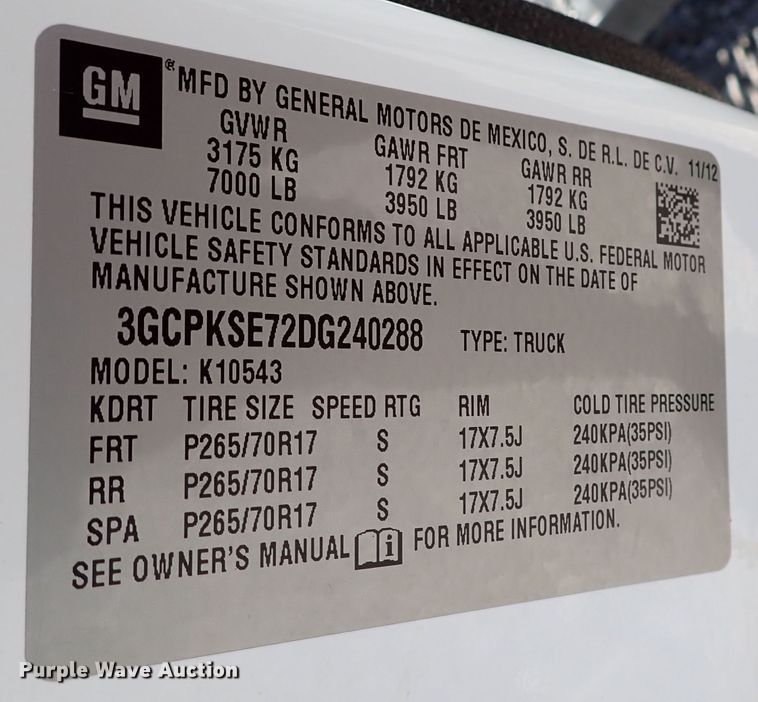 GM® MFD BY GENERAL MOTORS DE MEXICO, S. DE R.L. DE C.V. 11/12
GVWR GAWR FRT GAWR RR
3175 KG 1792 KG 1792 KG
7000 LB 3950 LB 3950 LB
THIS VEHICLE CONFORMS TO ALL APPLICABLE U.S. FEDERAL MOTOR
VEHICLE SAFETY STANDARDS IN EFFECT ON THE DATE OF
MANUFACTURE SHOWN ABOVE.
3GCPKSE72DG240288 TYPE: TRUCK
MODEL: K10543
KDRT TIRE SIZE SPEED RTG RIM COLD TIRE PRESSURE
FRT P265/70R17 S 17X7.5J 240KPA(35PSI)
RR P265/70R17 S 17X7.5J 240KPA(35PSI)
SPA P265/70R17 S 17X7.5J 240KPA(35PSI)
SEE OWNER'S MANUAL i FOR MORE INFORMATION.
Purple Wave Auction